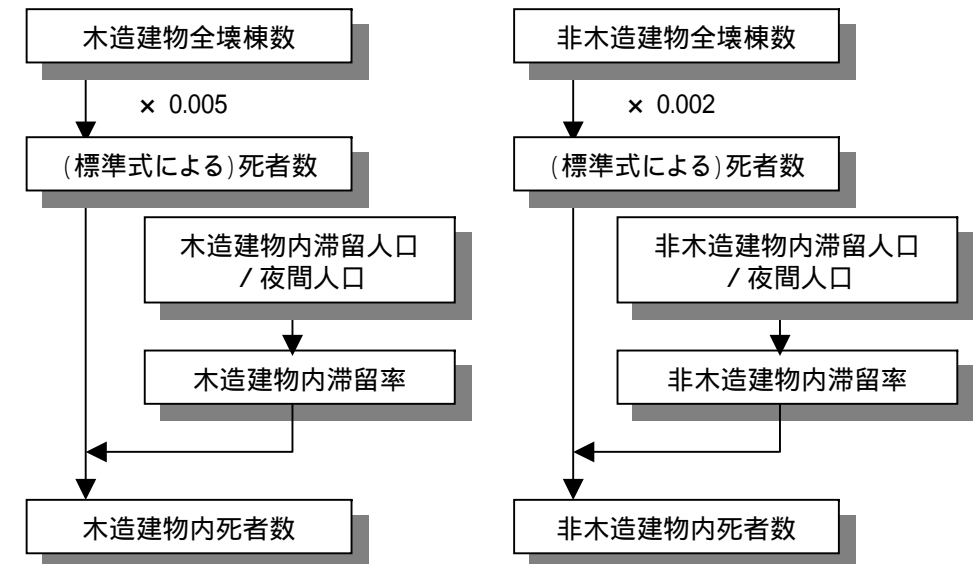 木造建物全壊棟数
× 0.005
(標準式による)死者数
木造建物内滞留人口
/ 夜間人口
木造建物内滞留率
木造建物内死者数
非木造建物全壊棟数
× 0.002
(標準式による)死者数
非木造建物内滞留人口
/ 夜間人口
非木造建物内滞留率
非木造建物内死者数